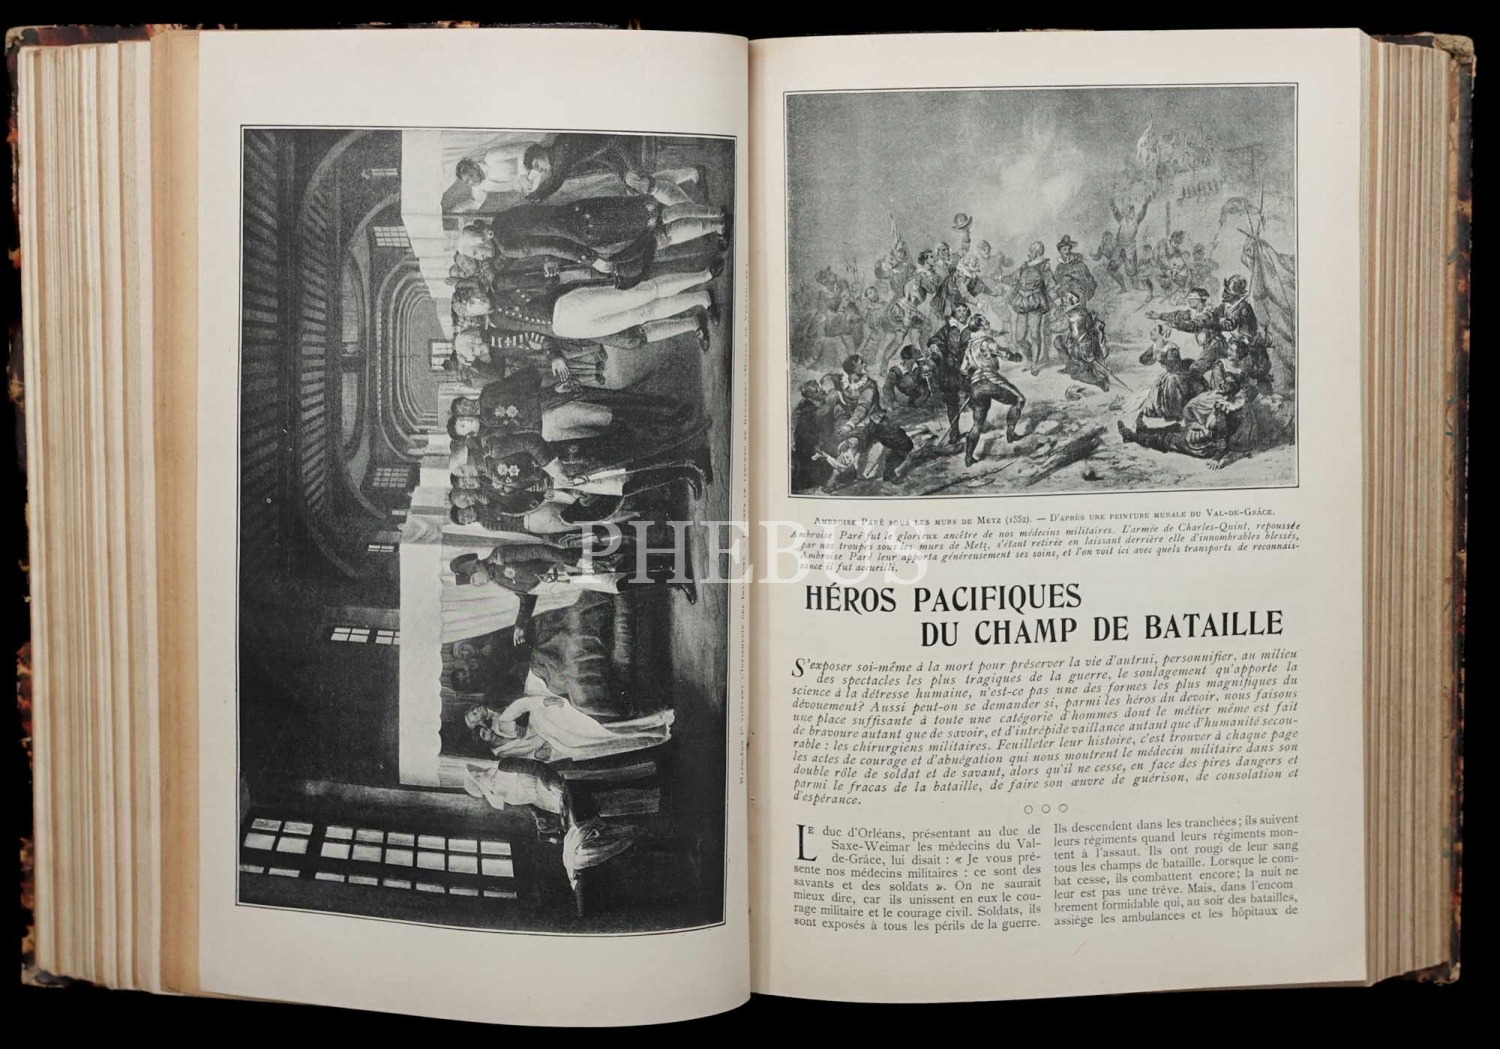 AMBROISE PARÉ SOUS LES MURS DE METZ (1552). — D'APRÈS UNE PEINTURE MURALE DU VAL-DE-GRÂCE.
Ambroise Paré fut le glorieux ancêtre de nos médecins militaires. L'armée de Charles-Quint, repoussée
par nos troupes sous les murs de Metz, s'étant retirée en laissant derrière elle d'innombrables blessés,
Ambroise Paré leur apporta généreusement ses soins, et l'on voit ici avec quels transports de reconnais-
sance il fut accueilli.
PHEBUS
HÉROS PACIFIQUES
DU CHAMP DE BATAILLE
S'exposer soi-même à la mort pour préserver la vie d'autrui, personnifier, au milieu
des spectacles les plus tragiques de la guerre, le soulagement qu'apporte la
science à la détresse humaine, n'est-ce pas une des formes les plus magnifiques du
dévouement? Aussi peut-on se demander si, parmi les héros du devoir, nous faisons
une place suffisante à toute une catégorie d'hommes dont le métier même est fait
de bravoure autant que de savoir, et d'intrépide vaillance autant que d'humanité secou-
rable : les chirurgiens militaires. Feuilleter leur histoire, c'est trouver à chaque page
les actes de courage et d'abnégation qui nous montrent le médecin militaire dans son
double rôle de soldat et de savant, alors qu'il ne cesse, en face des pires dangers et
parmi le fracas de la bataille, de faire son œuvre de guérison, de consolation et
d'espérance.
LE duc d'Orléans, présentant au duc de
Saxe-Weimar les médecins du Val-
de-Grâce, lui disait : « Je vous pré-
sente nos médecins militaires : ce sont des
savants et des soldats ». On ne saurait
mieux dire, car ils unissent en eux le cou-
rage militaire et le courage civil. Soldats, ils
sont exposés à tous les périls de la guerre.
Ils descendent dans les tranchées; ils suivent
leurs régiments quand leurs régiments mon-
tent à l'assaut. Ils ont rougi de leur sang
tous les champs de bataille. Lorsque le com-
bat cesse, ils combattent encore; la nuit ne
leur est pas une trêve. Mais, dans l'encom
brement formidable qui, au soir des batailles,
assiège les ambulances et les hôpitaux de